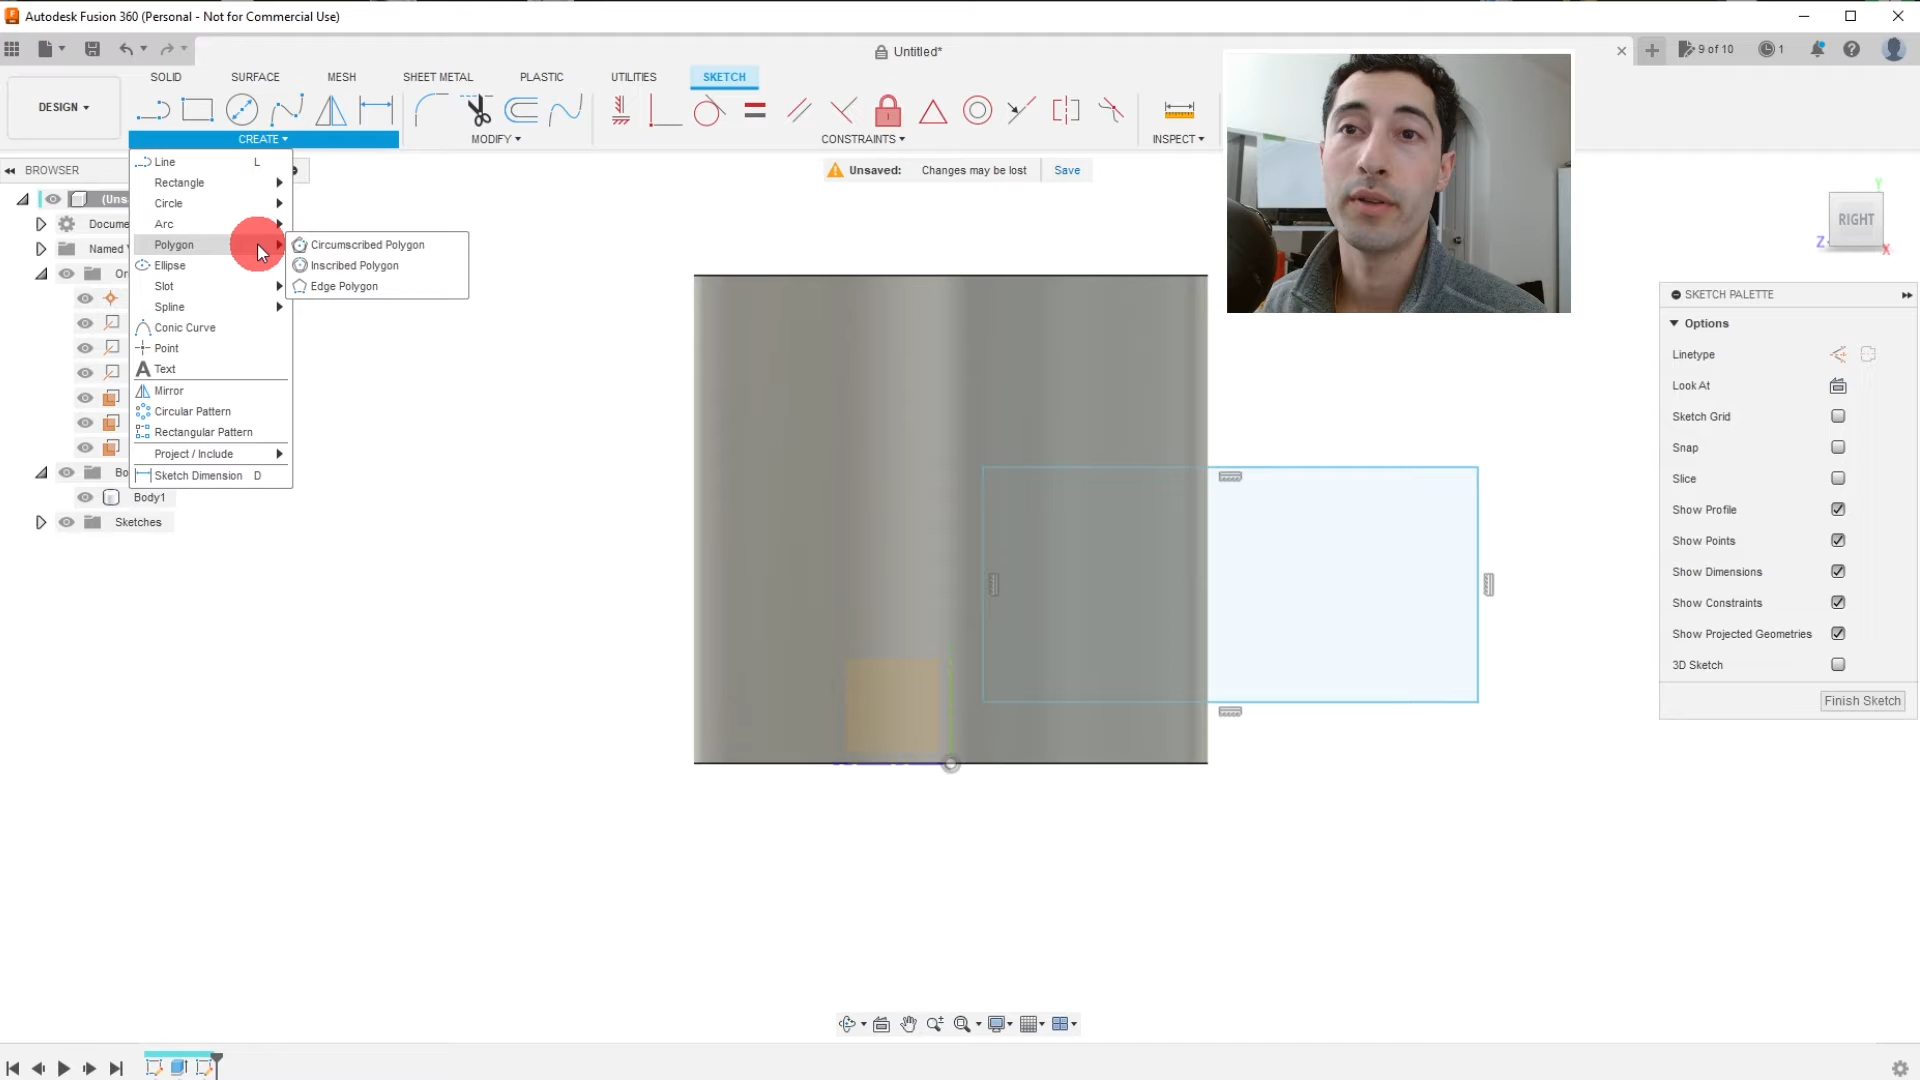 Autodesk Fusion 360 (Personal - Not for Commercial Use)
Untitled*
9 of 10
1
SOLID
SURFACE
MESH
SHEET METAL
PLASTIC
UTILITIES
SKETCH
DESIGN
CREATE
MODIFY
CONSTRAINTS
INSPECT
BROWSER
Unsaved: Changes may be lost Save
(Uns
Docume
Named
Or
Bo
Body1
Sketches
Line L
Rectangle
Circle
Arc
Polygon
Ellipse
Slot
Spline
Conic Curve
Point
A Text
Mirror
Circular Pattern
Rectangular Pattern
Project / Include
Sketch Dimension D
Circumscribed Polygon
Inscribed Polygon
Edge Polygon
Y
RIGHT
Z
X
SKETCH PALETTE
Options
Linetype
Look At
Sketch Grid
Snap
Slice
Show Profile
Show Points
Show Dimensions
Show Constraints
Show Projected Geometries
3D Sketch
Finish Sketch